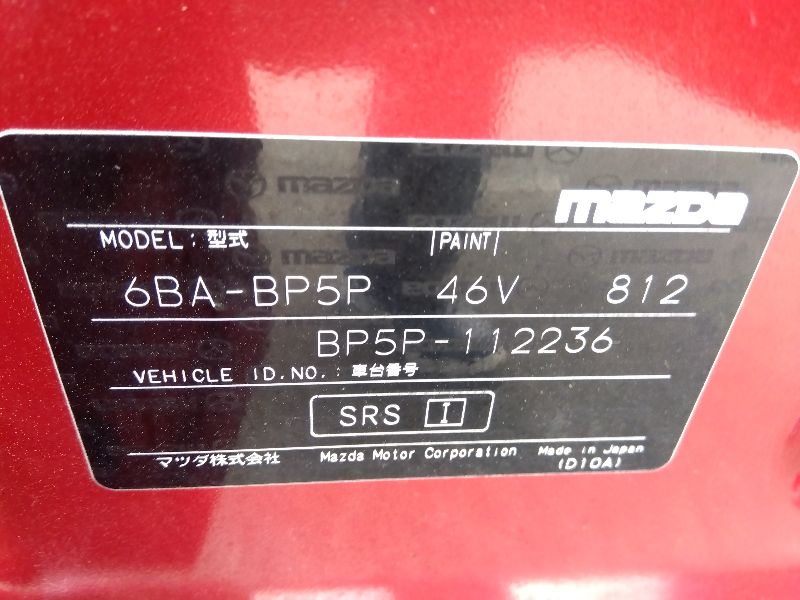 mazda
MODEL : 型式 |PAINT|
6BA-BP5P 46V 812
BP5P-112236
VEHICLE ID.NO. : 車台番号
SRS I
マツダ株式会社 Mazda Motor Corporation Made in Japan
(D10A)